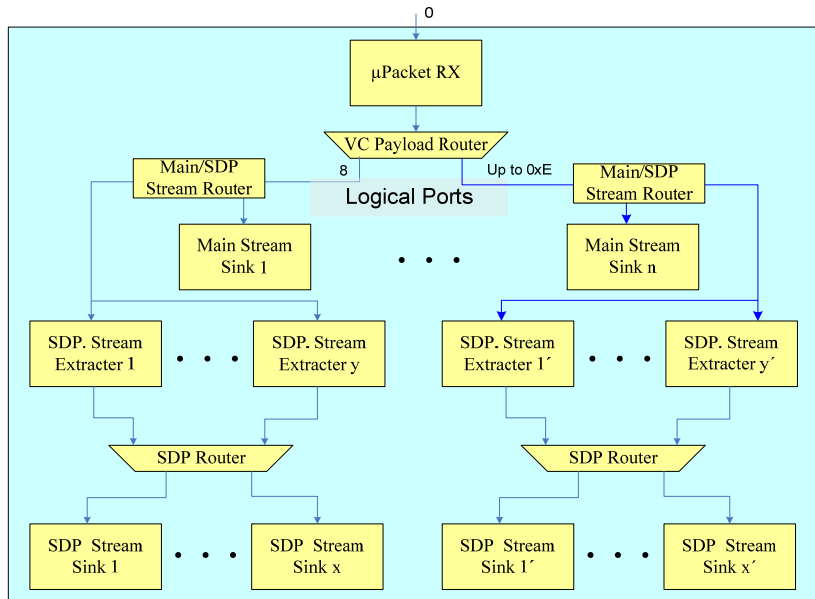 0
µPacket RX
VC Payload Router
8
Up to 0xE
Main/SDP
Stream Router
Main/SDP
Stream Router
Logical Ports
Main Stream
Sink 1
Main Stream
Sink n
SDP. Stream
Extracter 1
SDP. Stream
Extracter y
SDP. Stream
Extracter 1´
SDP. Stream
Extracter y´
SDP Router
SDP Router
SDP Stream
Sink 1
SDP Stream
Sink x
SDP Stream
Sink 1´
SDP Stream
Sink x´